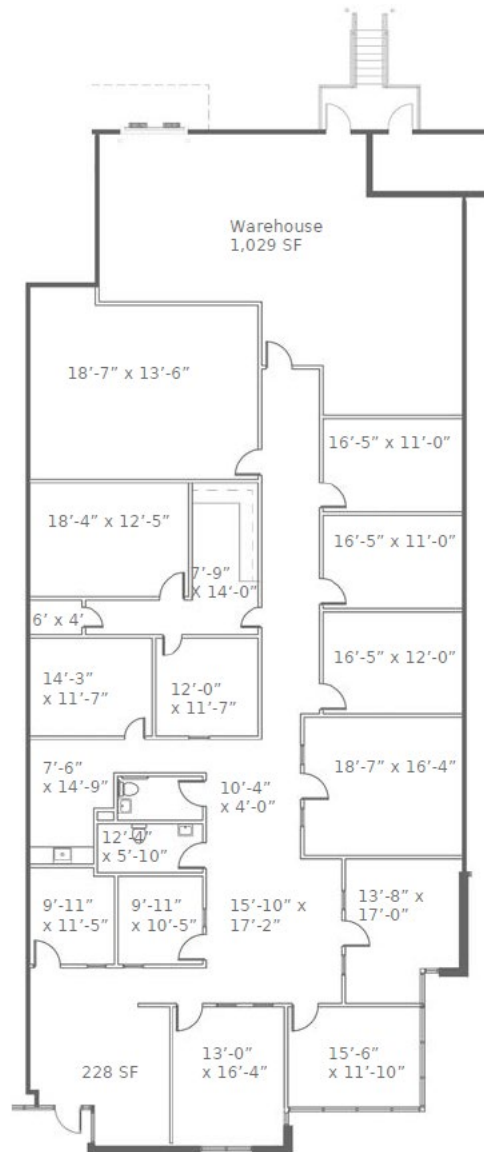 Warehouse
1,029 SF
18’-7” x 13’-6”
16’-5” x 11’-0”
18’-4” x 12’-5”
16’-5” x 11’-0”
7’-9”
X 14’-0”
6’ x 4’
16’-5” x 12’-0”
14’-3”
x 11’-7”
12’-0”
x 11’-7”
18’-7” x 16’-4”
7’-6”
x 14’-9”
10’-4”
x 4’-0”
12’-4”
x 5’-10”
9’-11”
x 11’-5”
9’-11”
x 10’-5”
15’-10” x
17’-2”
13’-8” x
17’-0”
228 SF
13’-0”
x 16’-4”
15’-6”
x 11’-10”